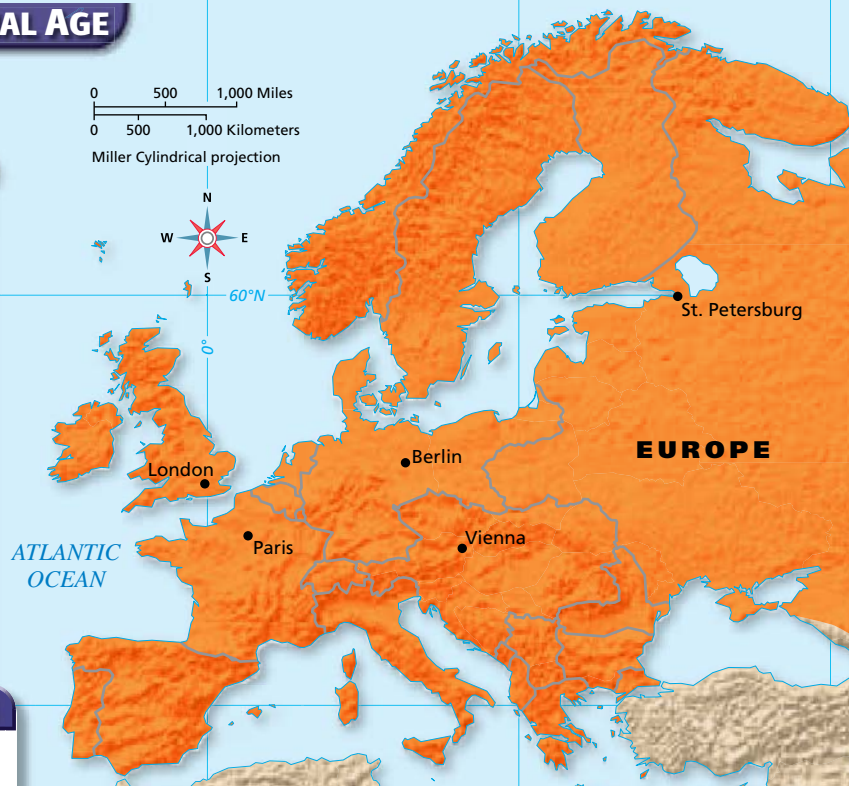 AL AGE
0 500 1,000 Miles
0 500 1,000 Kilometers
Miller Cylindrical projection
N
W E
S
60°N
0°
St. Petersburg
EUROPE
Berlin
London
Vienna
Paris
ATLANTIC
OCEAN